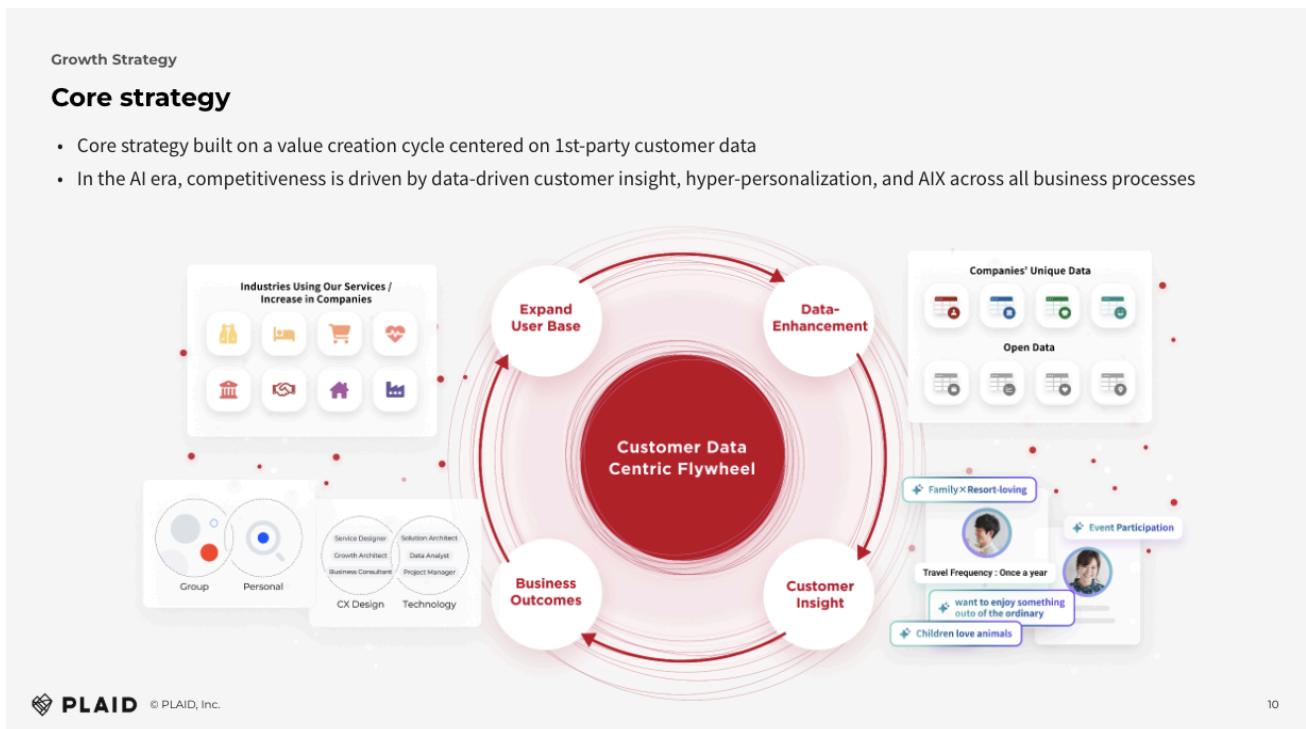 Growth Strategy
Core strategy
• Core strategy built on a value creation cycle centered on 1st-party customer data
• In the AI era, competitiveness is driven by data-driven customer insight, hyper-personalization, and AIX across all business processes
Industries Using Our Services /
Increase in Companies
Expand
User Base
Data-
Enhancement
Companies' Unique Data
Open Data
Customer Data
Centric Flywheel
Group
Personal
Service Designer
Growth Architect
Business Consultant
Solution Architect
Data Analyst
Project Manager
CX Design
Technology
Business
Outcomes
Customer
Insight
Family×Resort-loving
Event Participation
Travel Frequency : Once a year
want to enjoy something
outo of the ordinary
Children love animals
PLAID
© PLAID, Inc.
10